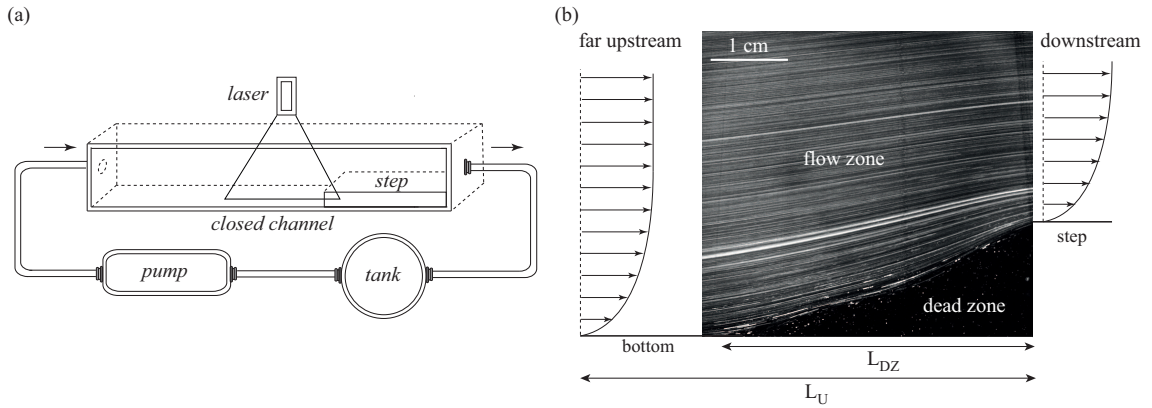 (a)
laser
step
closed channel
pump
tank
(b)
far upstream
1 cm
downstream
flow zone
step
dead zone
bottom
L_DZ
L_U